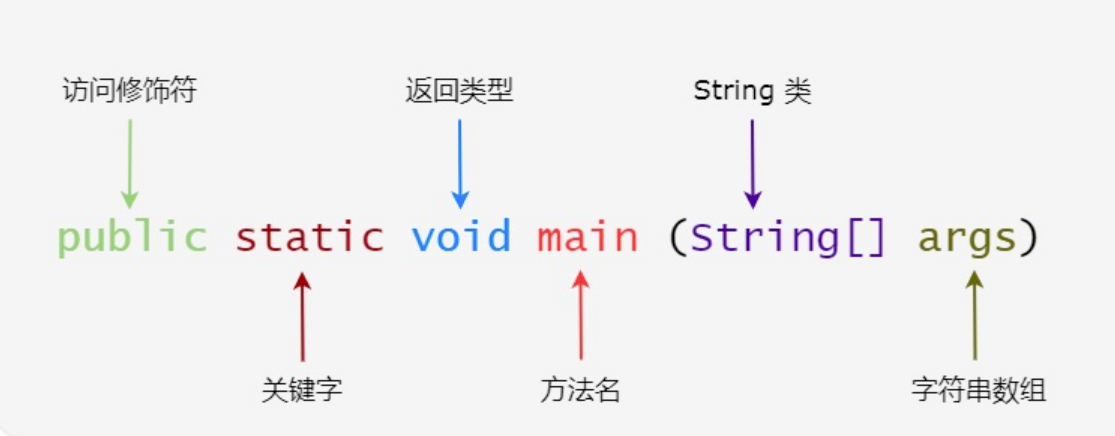 访问修饰符 返回类型 String 类
public static void main (String[] args)
关键字 方法名 字符串数组